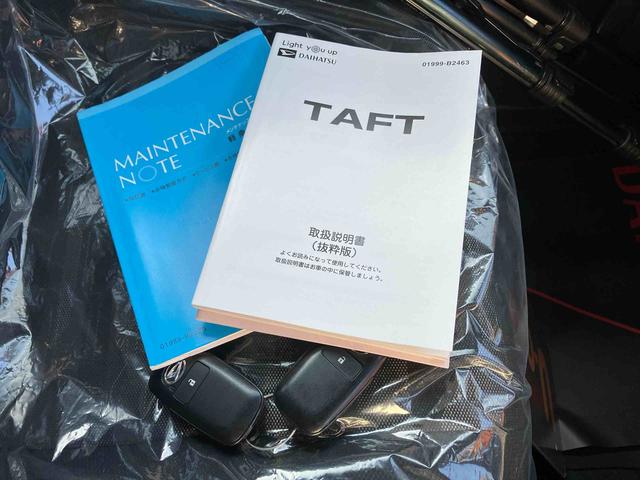 Light you up
DAIHATSU
01999-B2463
TAFT
取扱説明書
(抜粋版)
よくお読みになって使用してください。
取扱説明書はお車の中に保管しましょう。
MAINTENANCE
NOTE